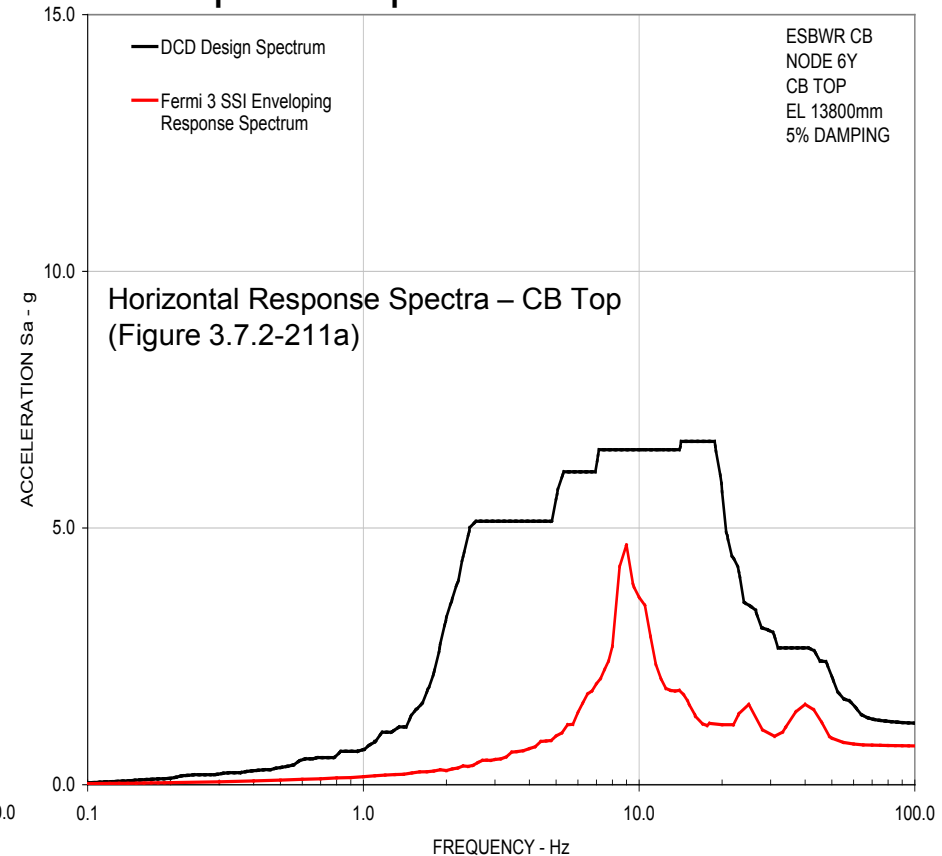 15.0
DCD Design Spectrum
Fermi 3 SSI Enveloping
Response Spectrum
ESBWR CB
NODE 6Y
CB TOP
EL 13800mm
5% DAMPING
10.0
Horizontal Response Spectra – CB Top
(Figure 3.7.2-211a)
ACCELERATION Sa - g
5.0
0.0
0.1
1.0
10.0
100.0
FREQUENCY - Hz